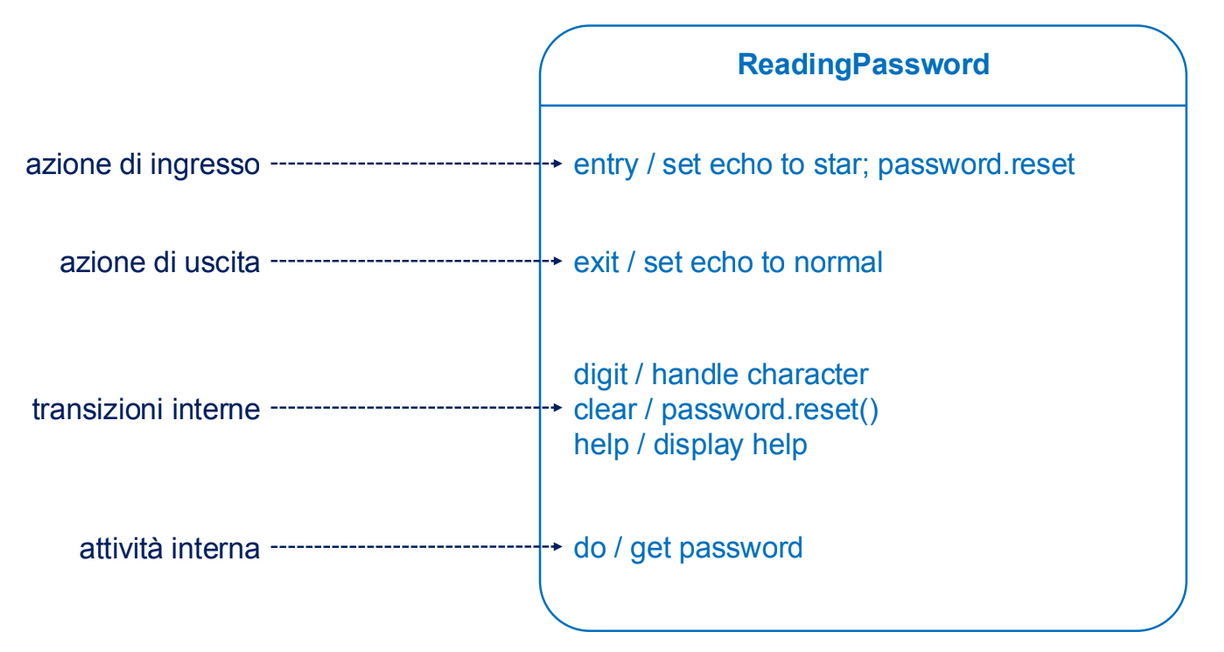 ReadingPassword
azione di ingresso
entry / set echo to star; password.reset
azione di uscita
exit / set echo to normal
transizioni interne
digit / handle character
clear / password.reset()
help / display help
attività interna
do / get password